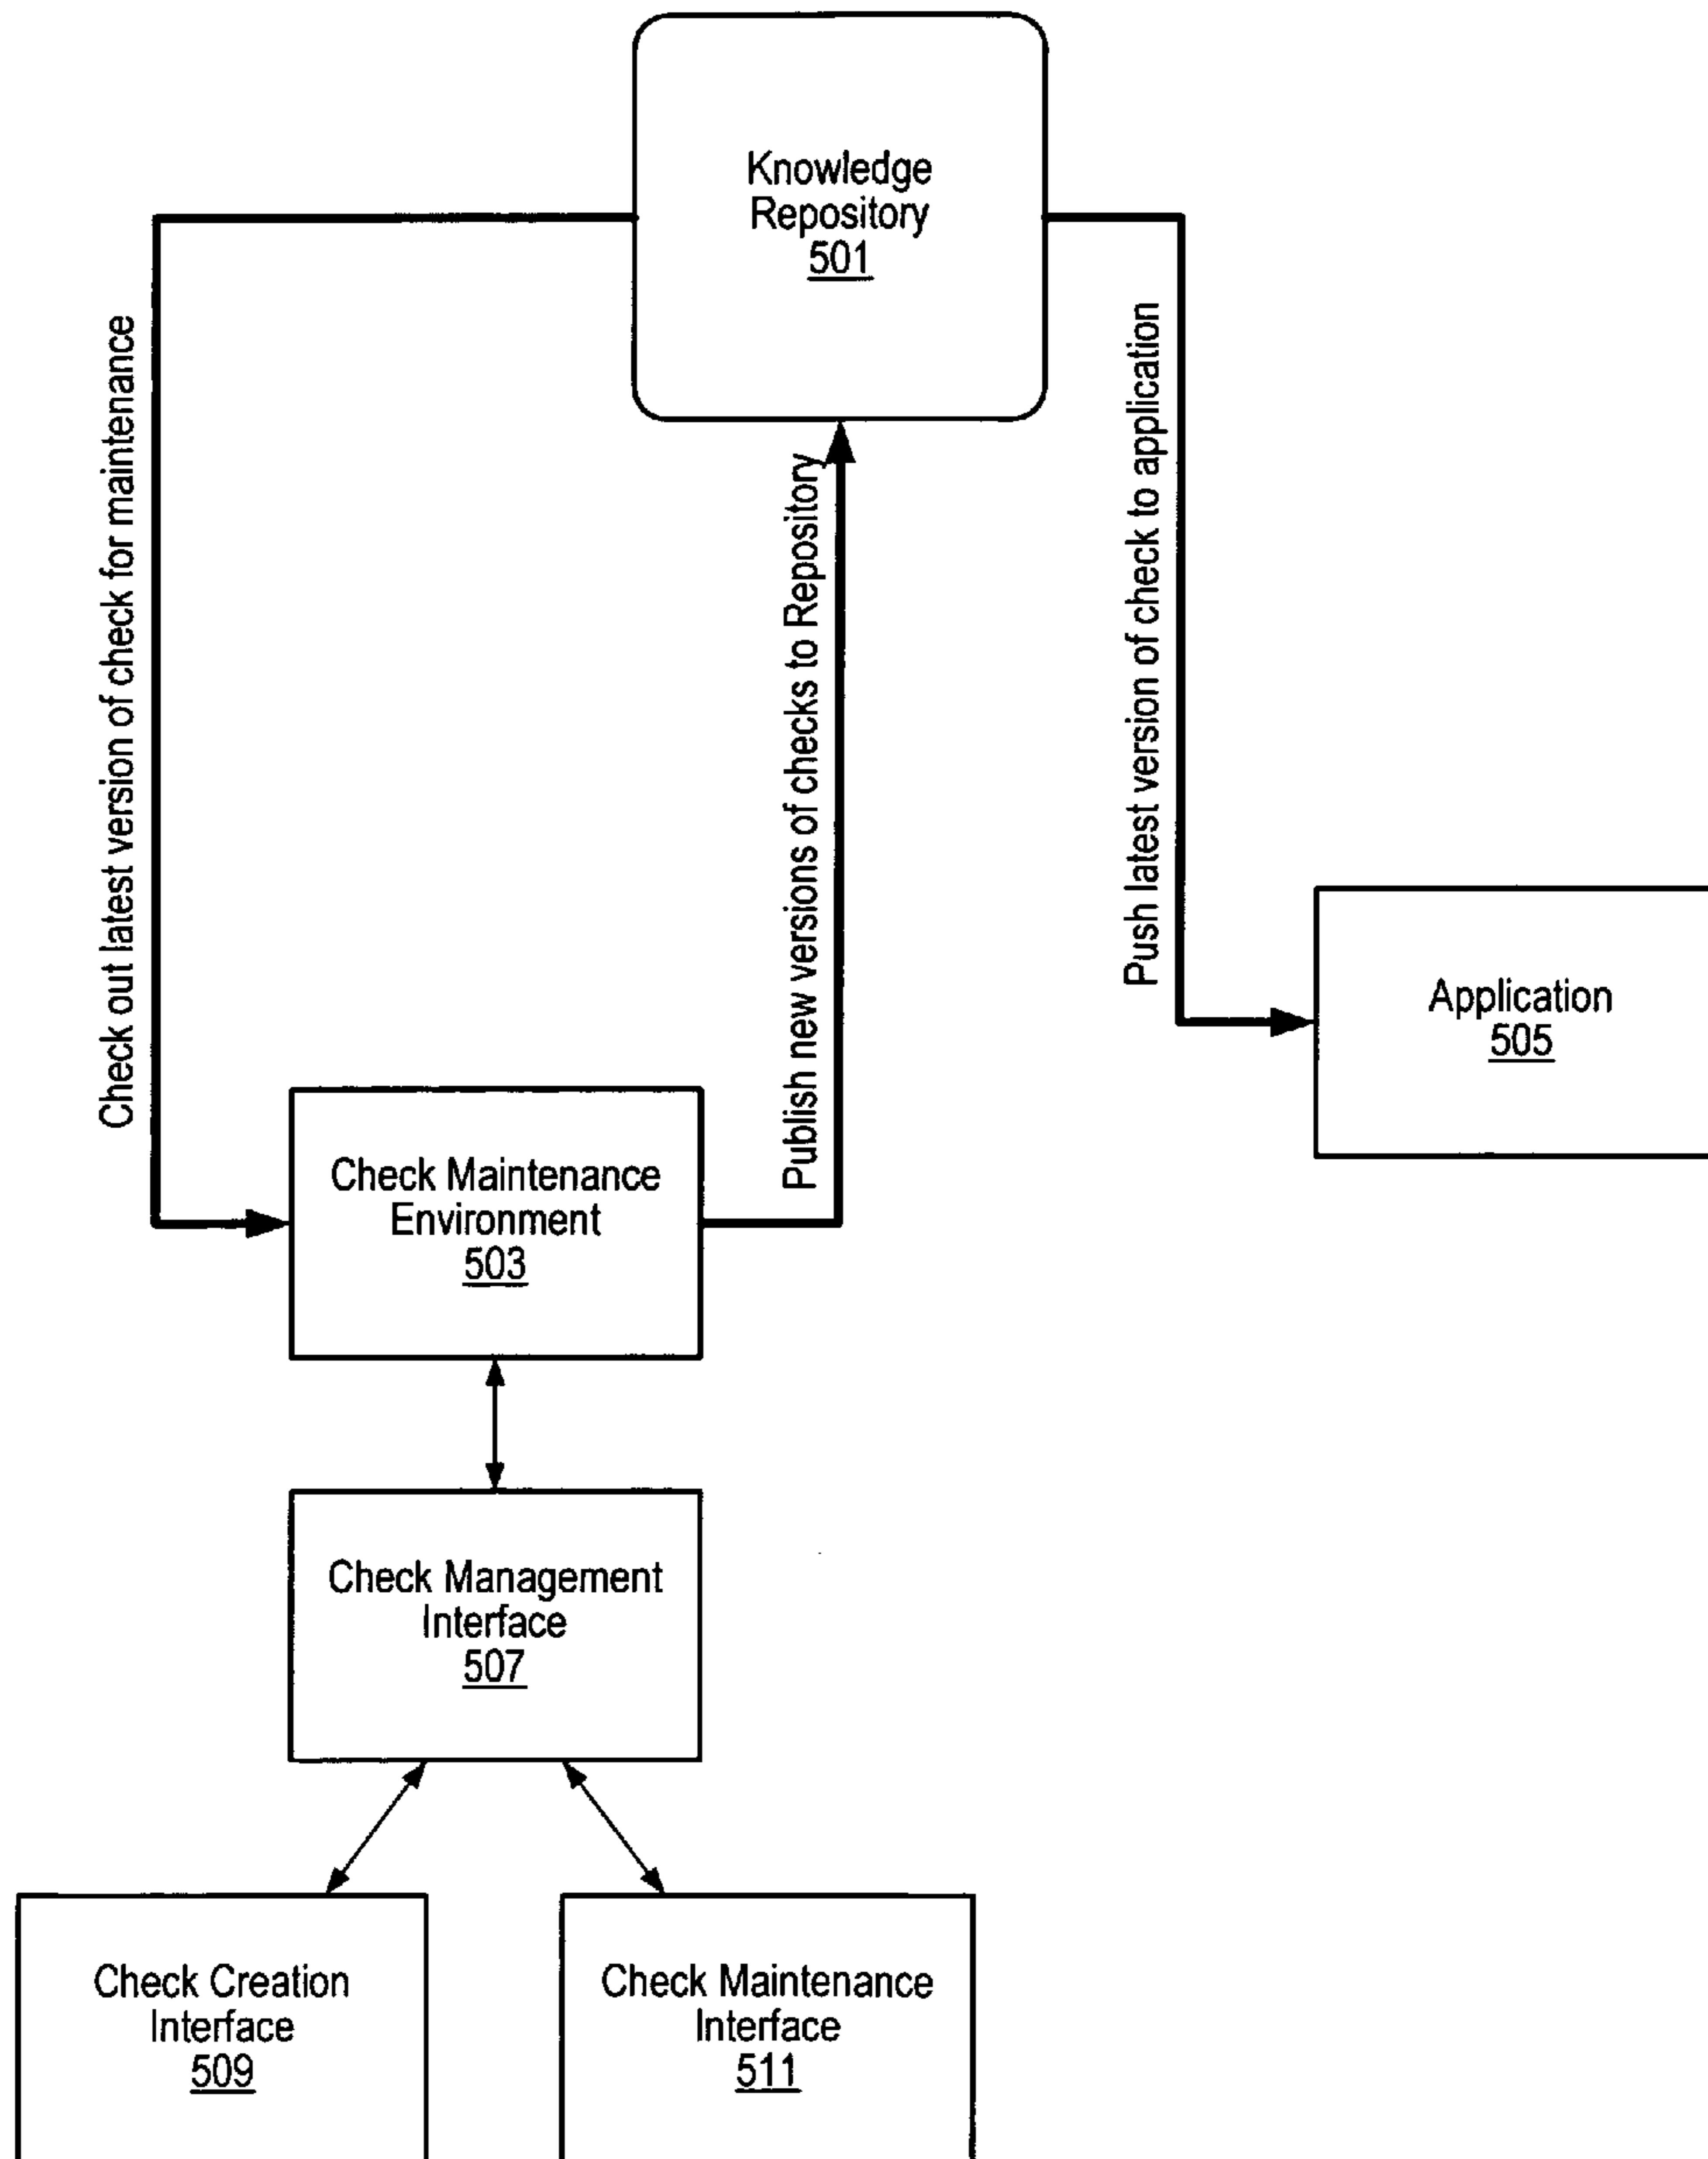 Knowledge
Repository
501
Check out latest version of check for maintenance
Publish new versions of checks to Repository
Push latest version of check to application
Application
505
Check Maintenance
Environment
503
Check Management
Interface
507
Check Creation
Interface
509
Check Maintenance
Interface
511